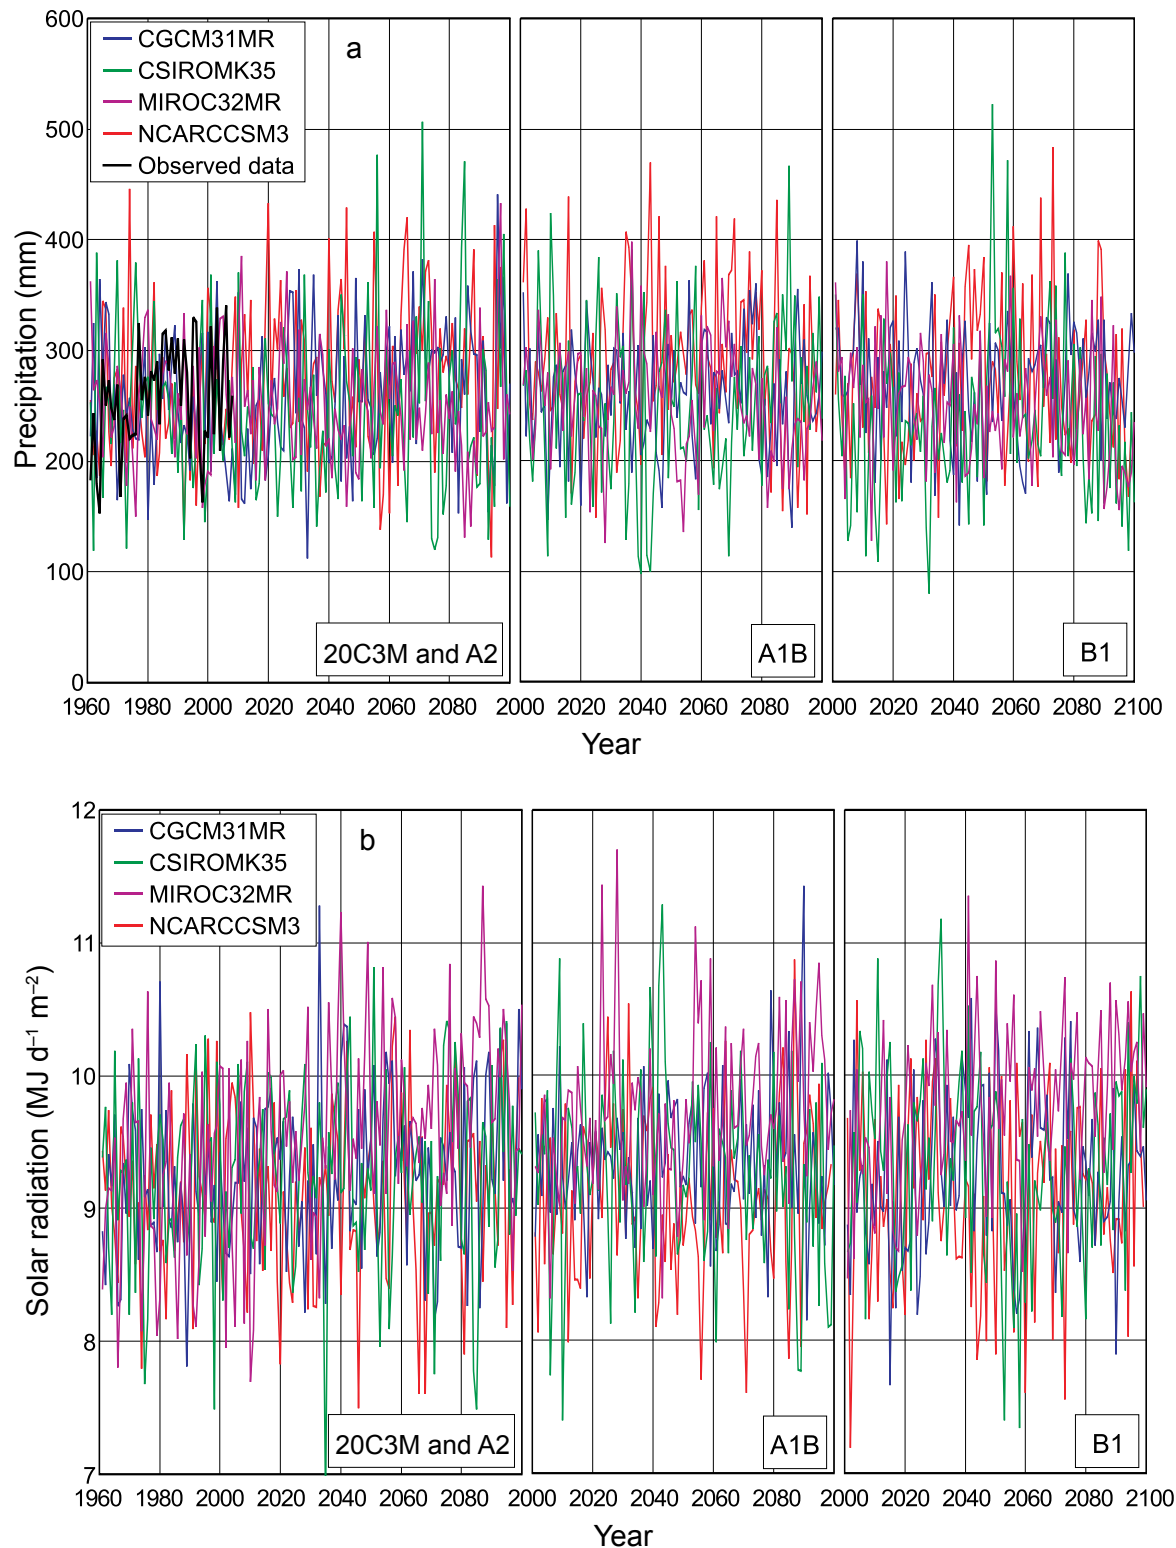 600
500
400
300
200
100
0
Precipitation (mm)
CGCM31MR
CSIROMK35
MIROC32MR
NCARCCSM3
Observed data
a
20C3M and A2
A1B
B1
1960 1980 2000 2020 2040 2060 2080 2000 2020 2040 2060 2080 2000 2020 2040 2060 2080 2100
Year
12
11
10
9
8
7
Solar radiation (MJ d⁻¹ m⁻²)
CGCM31MR
CSIROMK35
MIROC32MR
NCARCCSM3
b
20C3M and A2
A1B
B1
1960 1980 2000 2020 2040 2060 2080 2000 2020 2040 2060 2080 2000 2020 2040 2060 2080 2100
Year